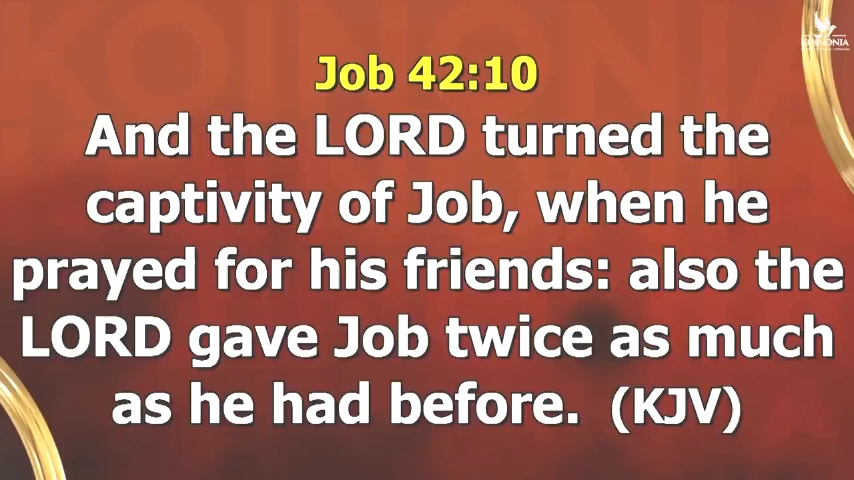 KOINONIA
Job 42:10
And the LORD turned the
captivity of Job, when he
prayed for his friends: also the
LORD gave Job twice as much
as he had before. (KJV)